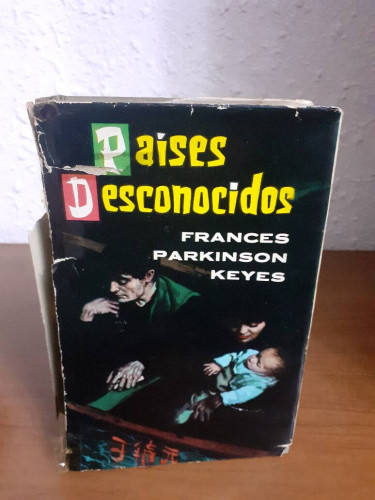 Paises
Desconocidos
FRANCES
PARKINSON
KEYES